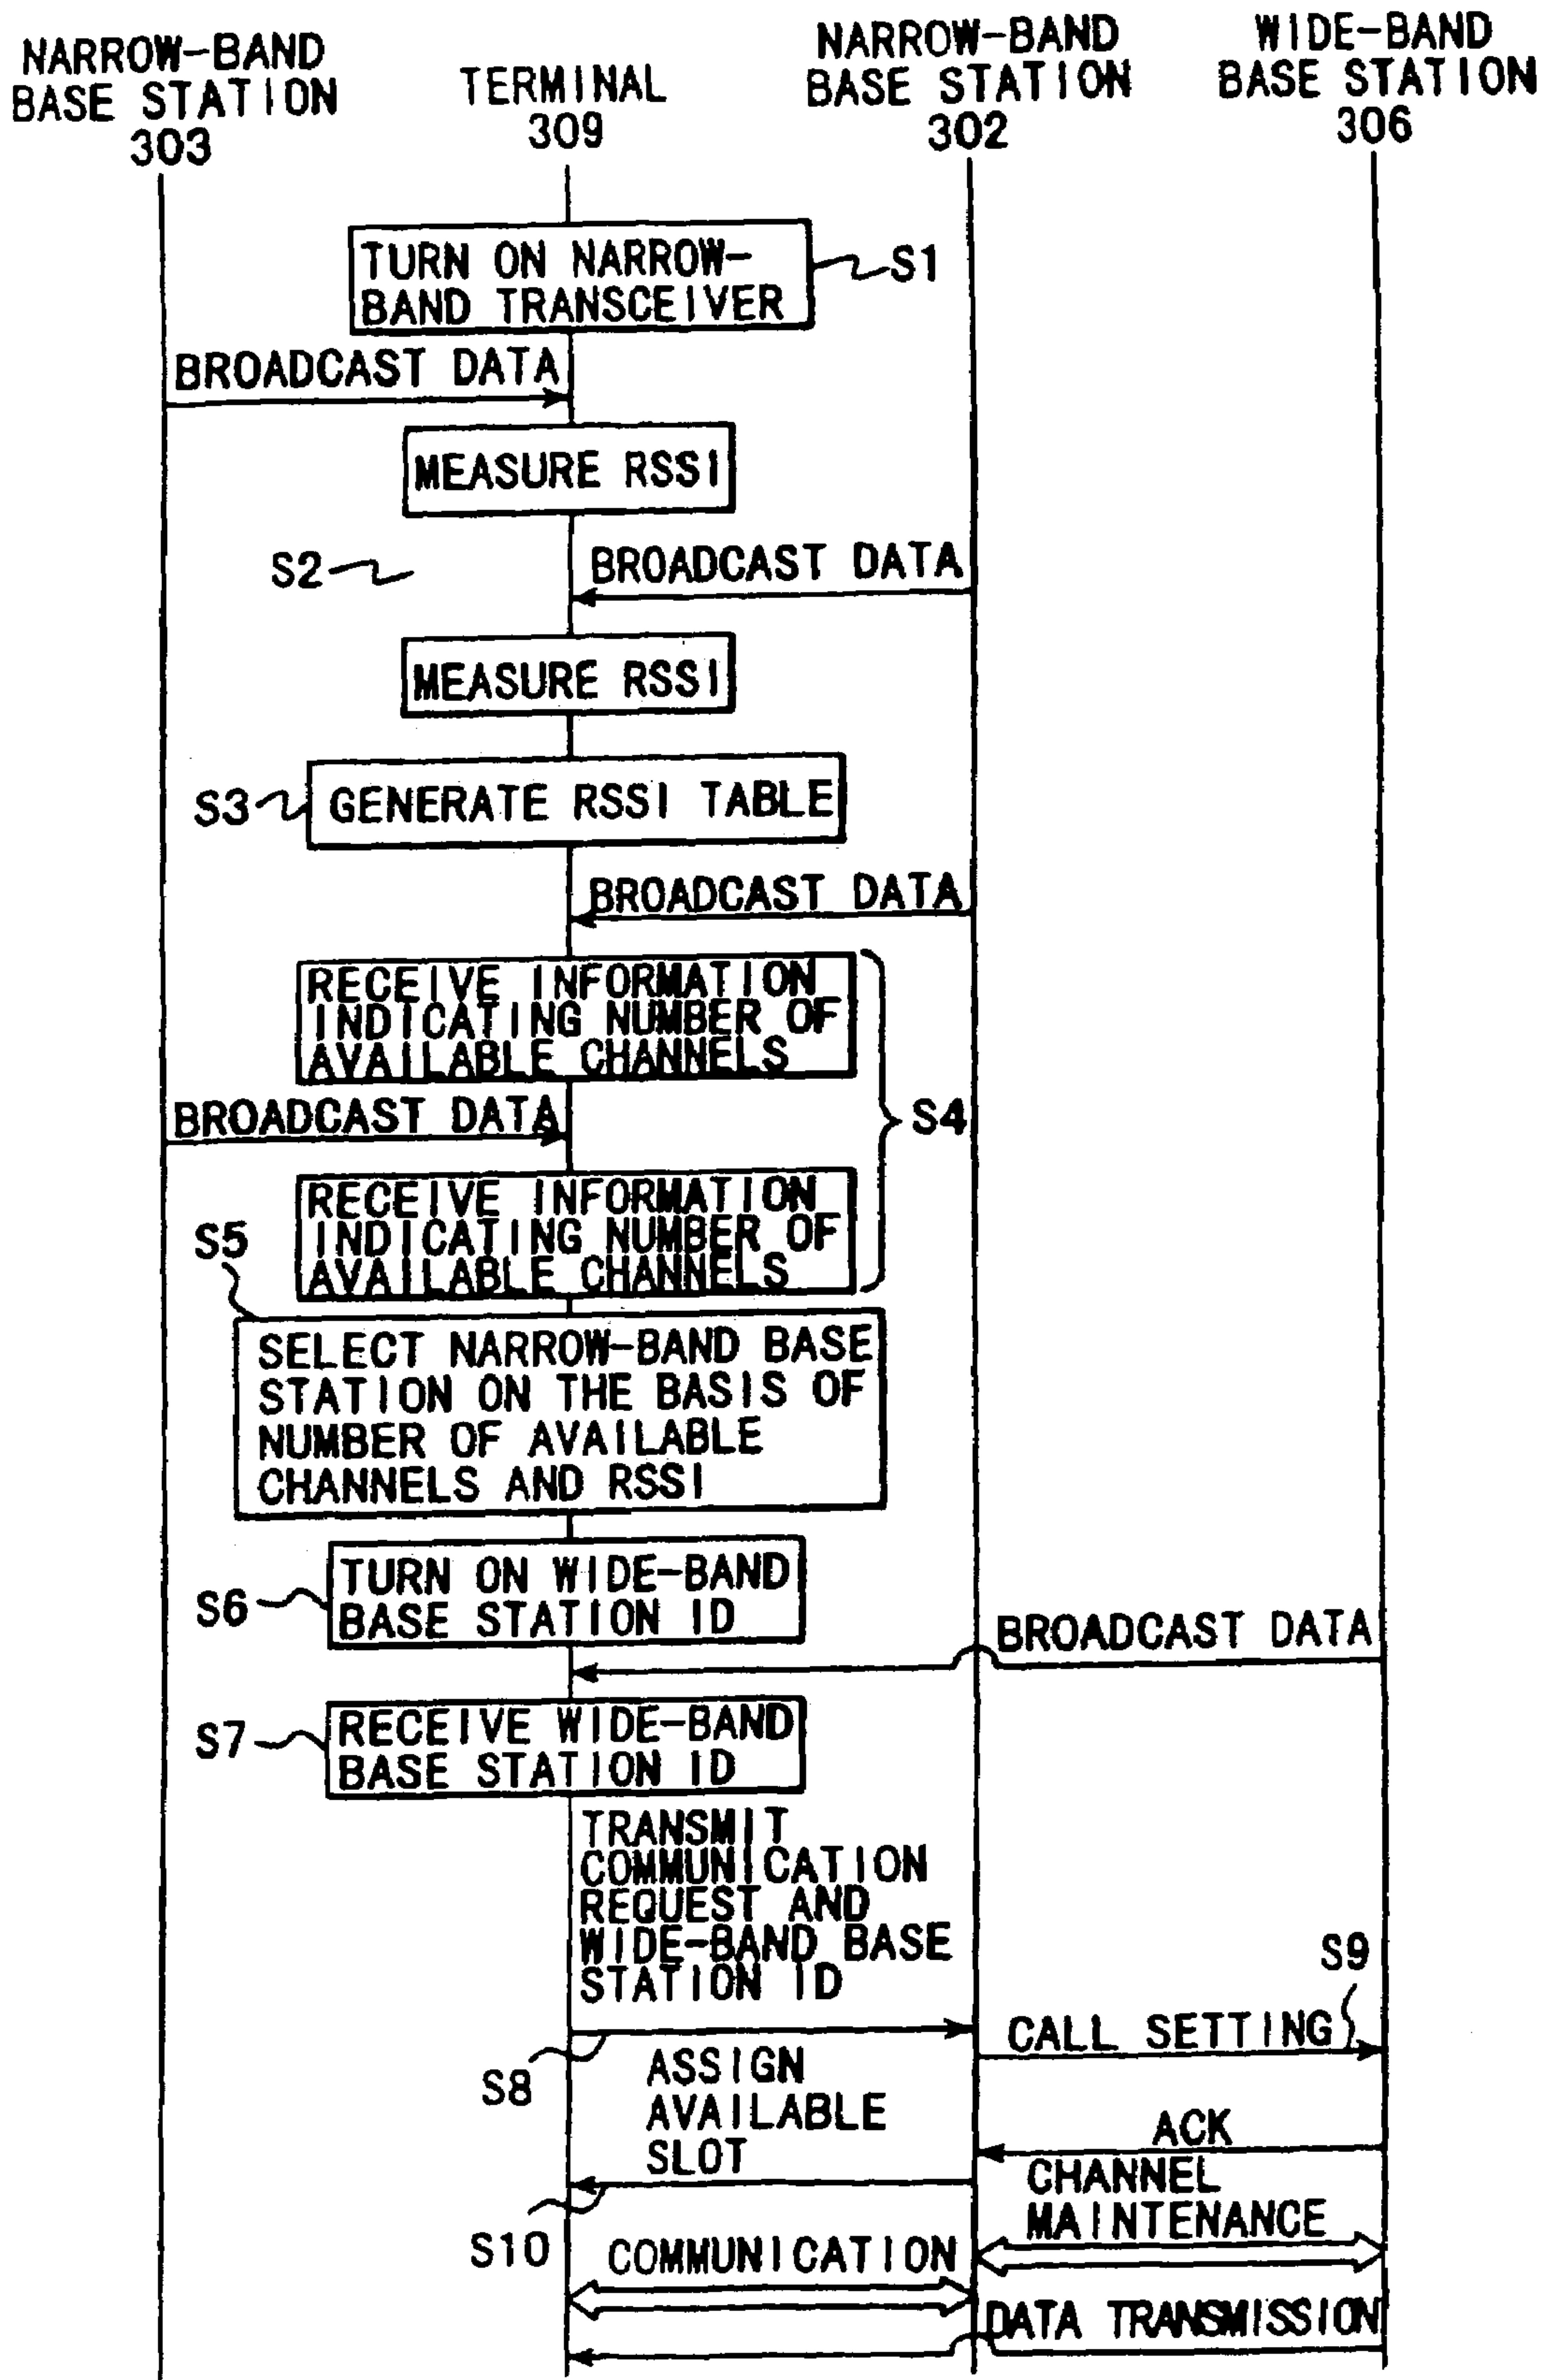 NARROW-BAND
BASE STATION
303
TERMINAL
309
NARROW-BAND
BASE STATION
302
WIDE-BAND
BASE STATION
306
TURN ON NARROW-
BAND TRANSCEIVER
S1
BROADCAST DATA
MEASURE RSSI
S2
BROADCAST DATA
MEASURE RSSI
S3
GENERATE RSSI TABLE
BROADCAST DATA
RECEIVE INFORMATION
INDICATING NUMBER OF
AVAILABLE CHANNELS
BROADCAST DATA
S4
RECEIVE INFORMATION
INDICATING NUMBER OF
AVAILABLE CHANNELS
S5
SELECT NARROW-BAND BASE
STATION ON THE BASIS OF
NUMBER OF AVAILABLE
CHANNELS AND RSSI
S6
TURN ON WIDE-BAND
BASE STATION ID
BROADCAST DATA
S7
RECEIVE WIDE-BAND
BASE STATION ID
TRANSMIT
COMMUNICATION
REQUEST AND
WIDE-BAND BASE
STATION ID
S8
S9
CALL SETTING
ASSIGN
AVAILABLE
SLOT
ACK
S10
CHANNEL
MAINTENANCE
COMMUNICATION
DATA TRANSMISSION